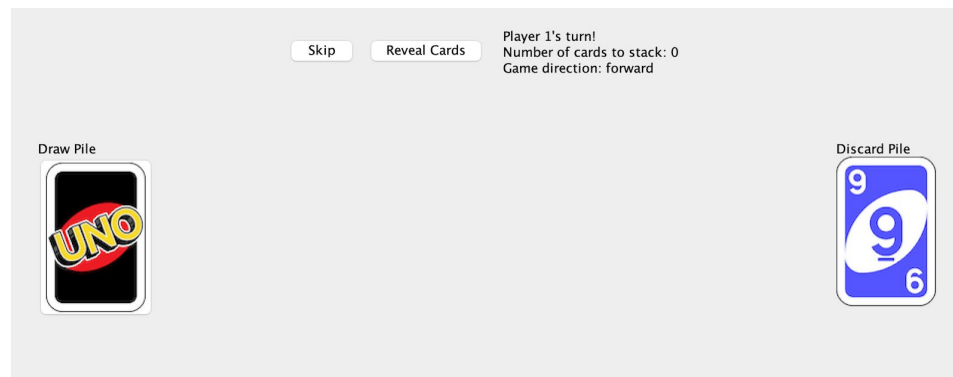 Skip
Reveal Cards
Player 1's turn!
Number of cards to stack: 0
Game direction: forward
Draw Pile
UNO
Discard Pile
9
9
9